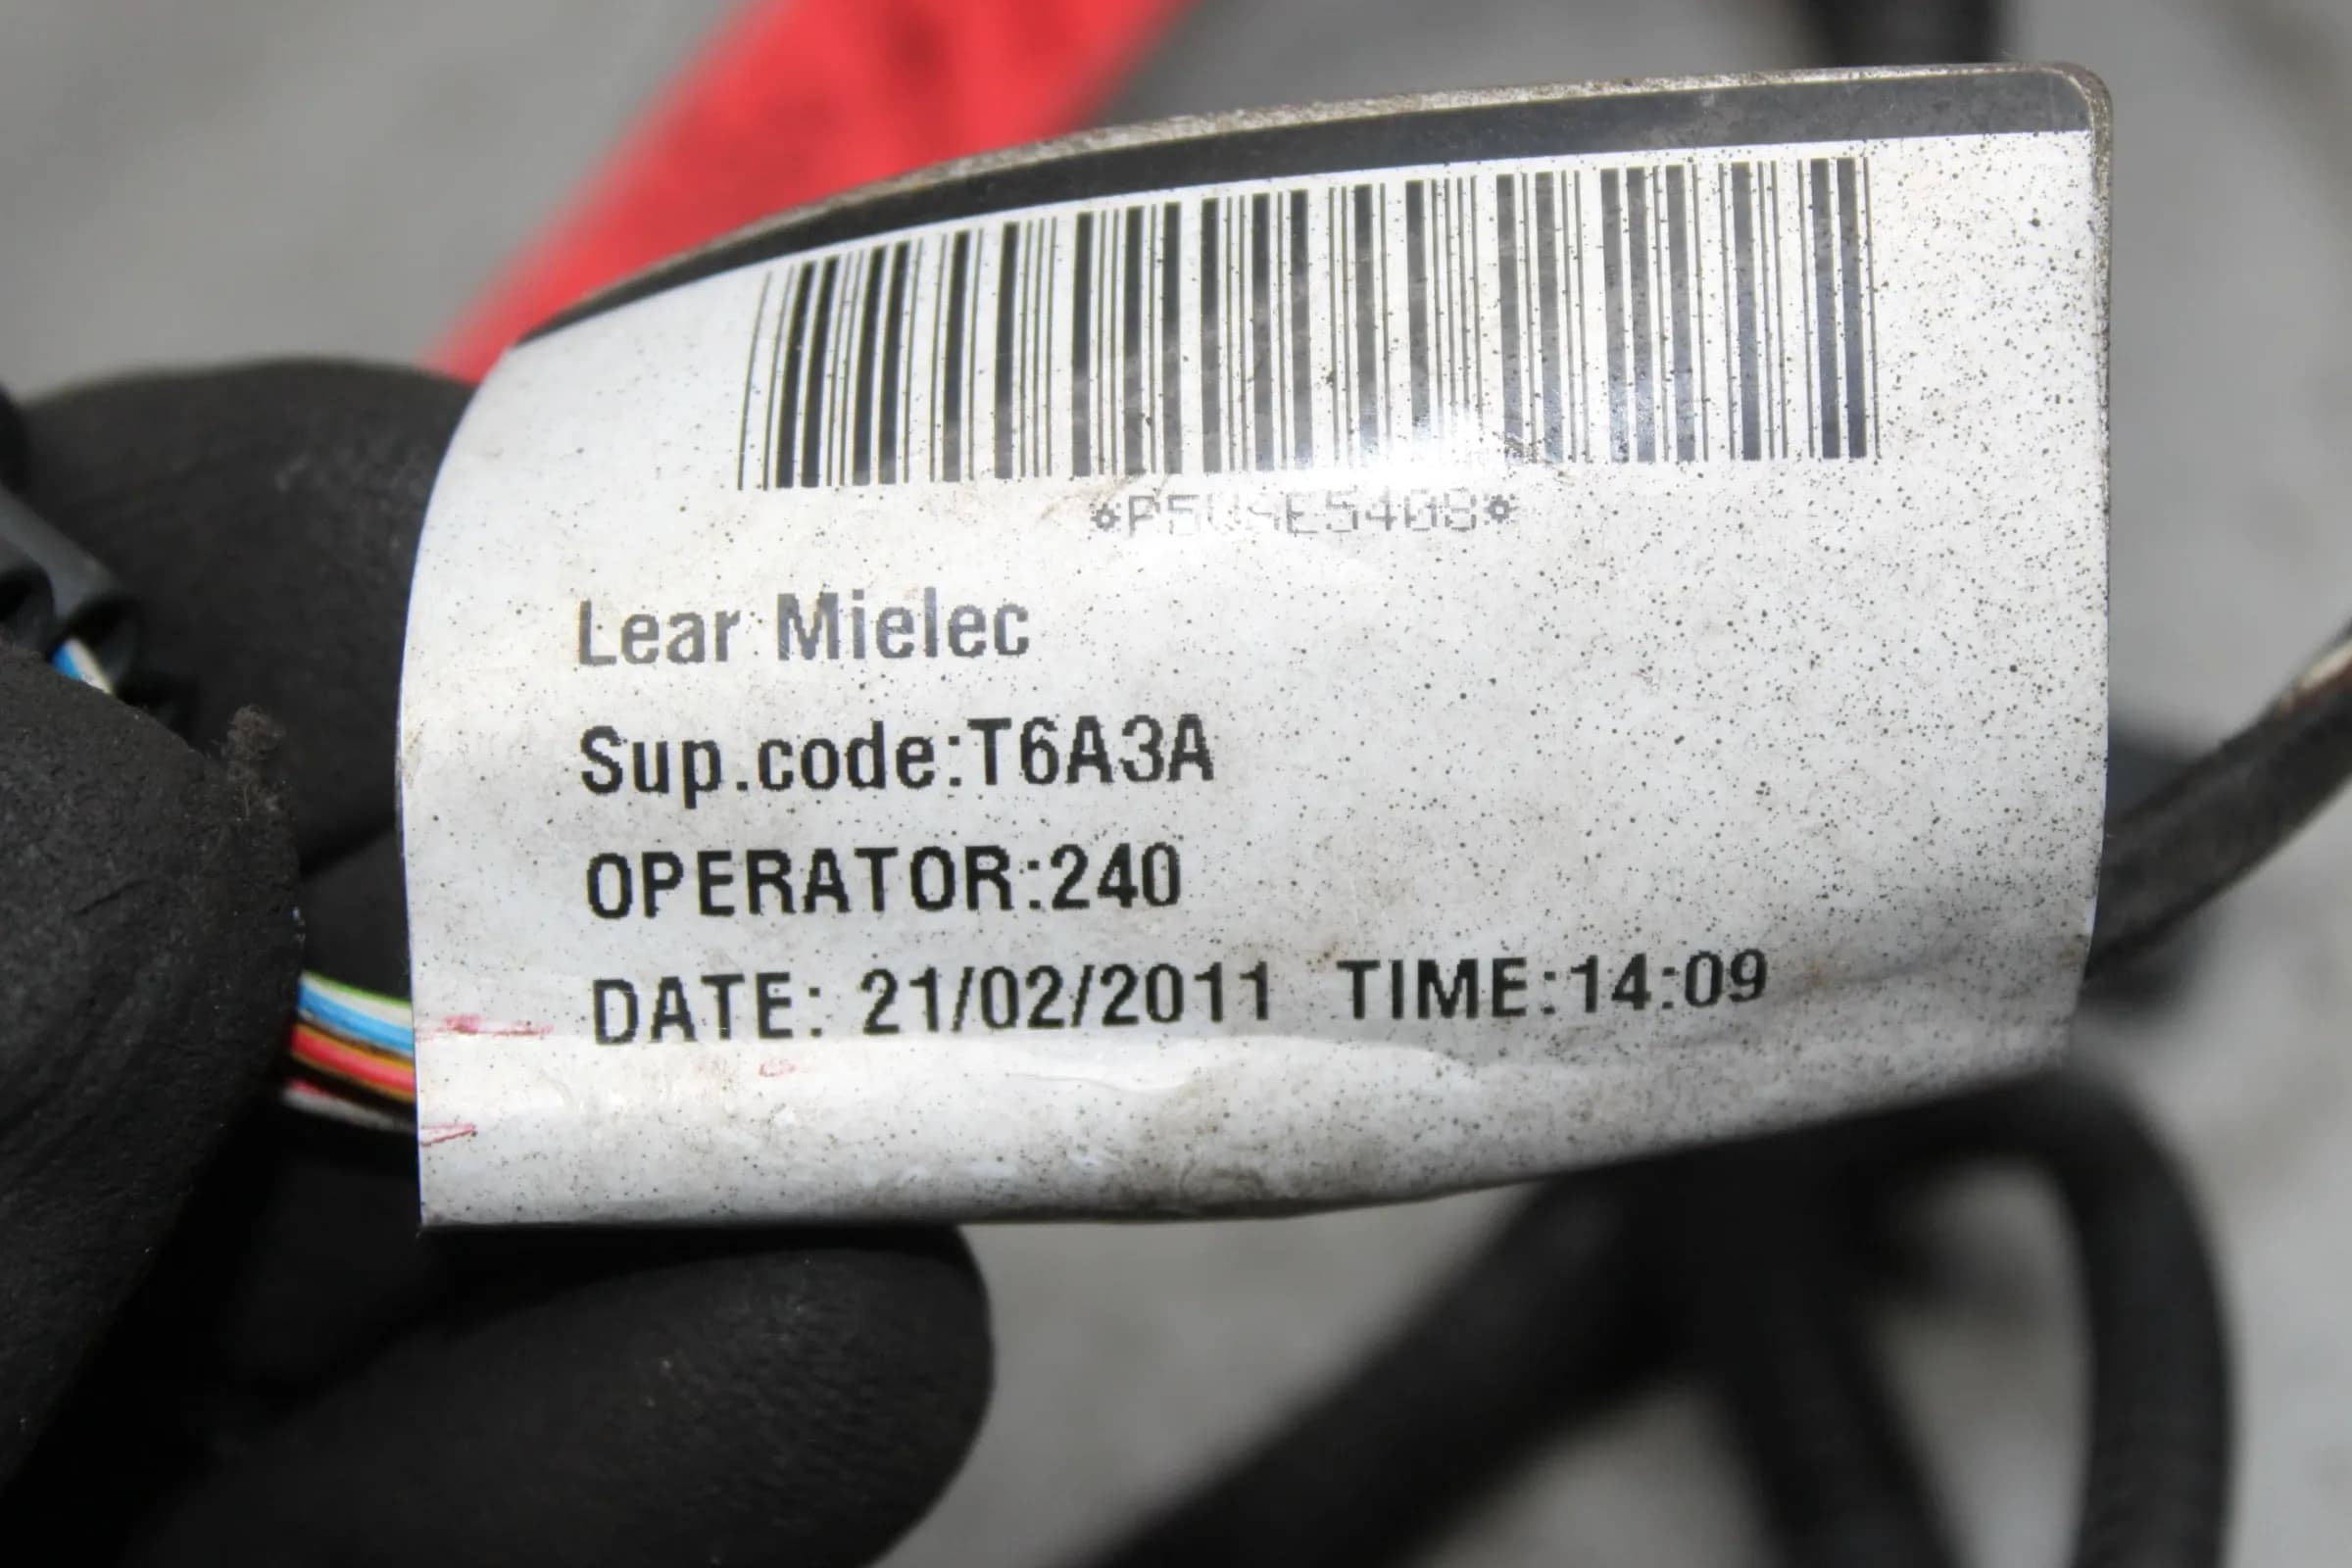 Lear Mielec
Sup.code:T6A3A
OPERATOR:240
DATE: 21/02/2011 TIME:14:09